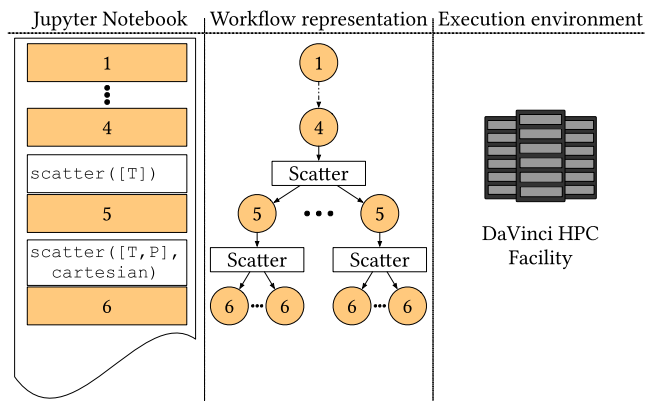 Jupyter Notebook
Workflow representation
Execution environment
1
4
scatter([T])
5
scatter([T,P],
cartesian)
6
1
4
Scatter
5
5
Scatter
Scatter
6
6
6
6
DaVinci HPC
Facility